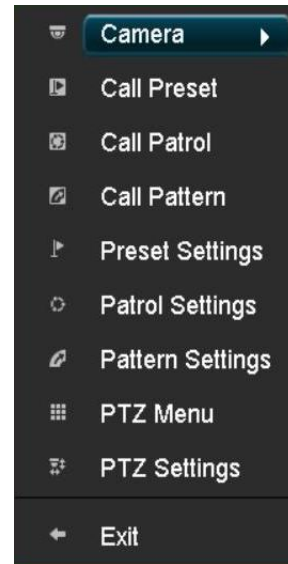 Camera
Call Preset
Call Patrol
Call Pattern
Preset Settings
Patrol Settings
Pattern Settings
PTZ Menu
PTZ Settings
Exit